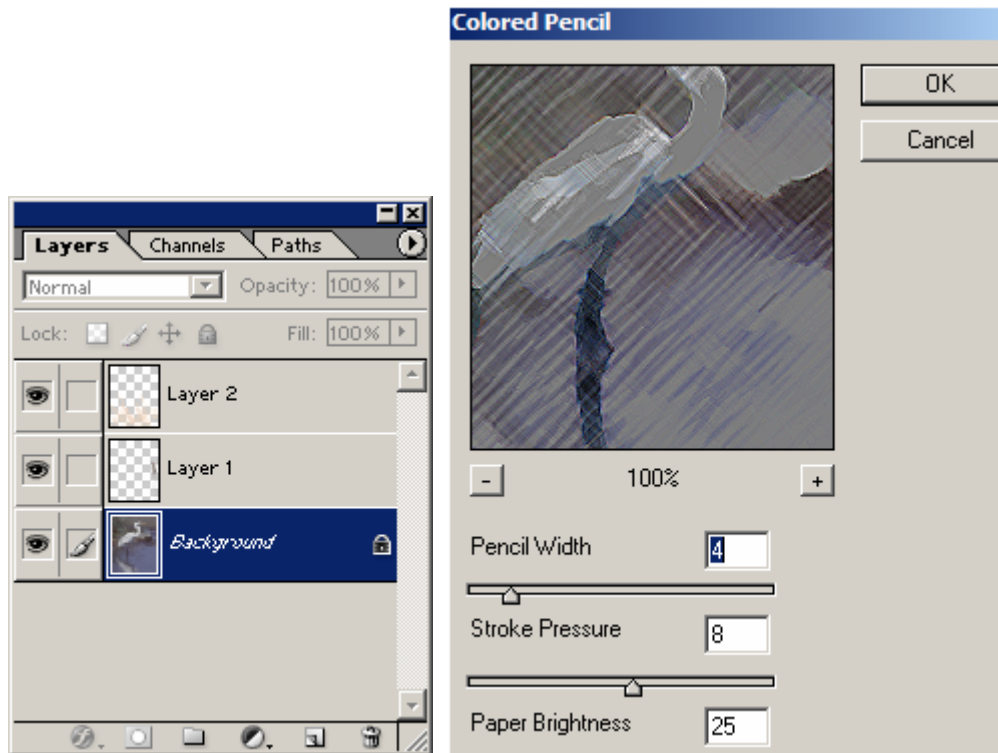 Layers Channels Paths
Normal Opacity: 100%
Lock: Fill: 100%
Layer 2
Layer 1
Background
Colored Pencil
OK
Cancel
- 100% +
Pencil Width 4
Stroke Pressure 8
Paper Brightness 25